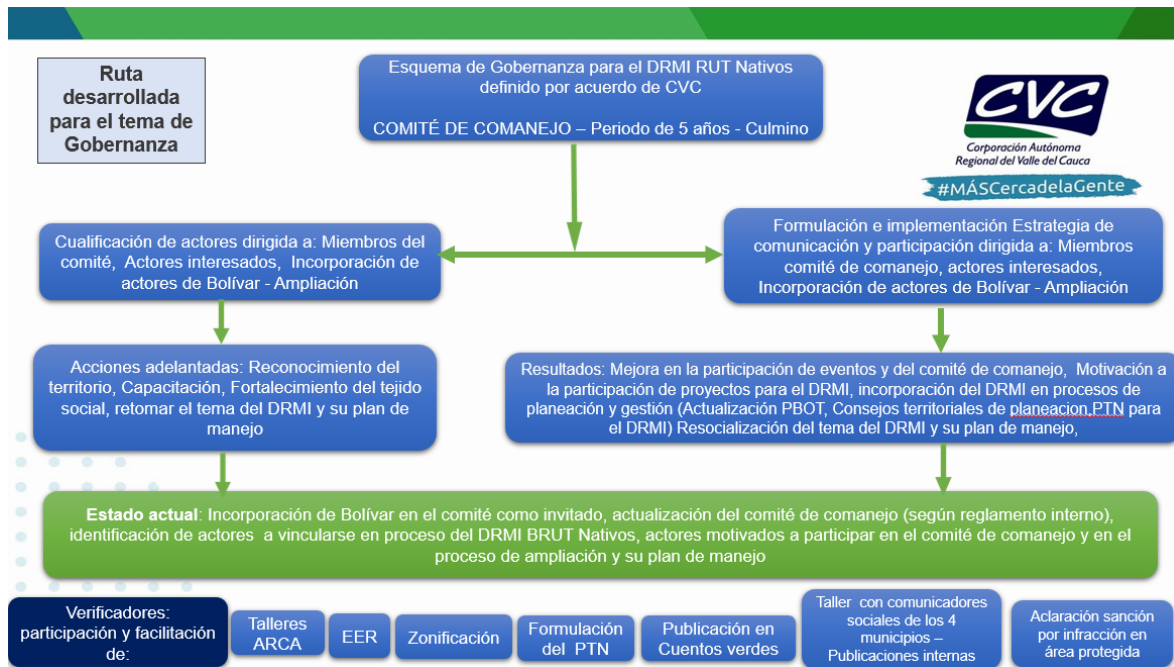 Ruta
desarrollada
para el tema de
Gobernanza
Esquema de Gobernanza para el DRMI RUT Nativos
definido por acuerdo de CVC
COMITÉ DE COMANEJO – Periodo de 5 años - Culmino
CVC
Corporación Autónoma
Regional del Valle del Cauca
#MÁSCercadelaGente
Cualificación de actores dirigida a: Miembros del
comité, Actores interesados, Incorporación de
actores de Bolívar - Ampliación
Formulación e implementación Estrategia de
comunicación y participación dirigida a: Miembros
comité de comanejo, actores interesados,
Incorporación de actores de Bolívar - Ampliación
Acciones adelantadas: Reconocimiento del
territorio, Capacitación, Fortalecimiento del tejido
social, retomar el tema del DRMI y su plan de
manejo
Resultados: Mejora en la participación de eventos y del comité de comanejo, Motivación a
la participación de proyectos para el DRMI, incorporación del DRMI en procesos de
planeación y gestión (Actualización PBOT, Consejos territoriales de planeacion,PTN para
el DRMI) Resocialización del tema del DRMI y su plan de manejo,
Estado actual: Incorporación de Bolívar en el comité como invitado, actualización del comité de comanejo (según reglamento interno),
identificación de actores a vincularse en proceso del DRMI BRUT Nativos, actores motivados a participar en el comité de comanejo y en el
proceso de ampliación y su plan de manejo
Verificadores:
participación y facilitación
de:
Talleres
ARCA
EER
Zonificación
Formulación
del PTN
Publicación en
Cuentos verdes
Taller con comunicadores
sociales de los 4
municipios –
Publicaciones internas
Aclaración sanción
por infracción en
área protegida